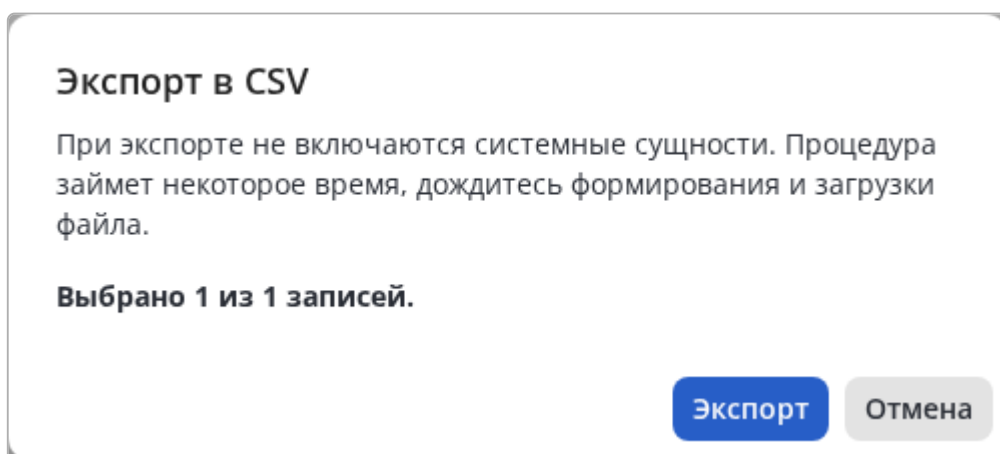 Экспорт в CSV
При экспорте не включаются системные сущности. Процедура
займет некоторое время, дождитесь формирования и загрузки
файла.
Выбрано 1 из 1 записей.
Экспорт Отмена